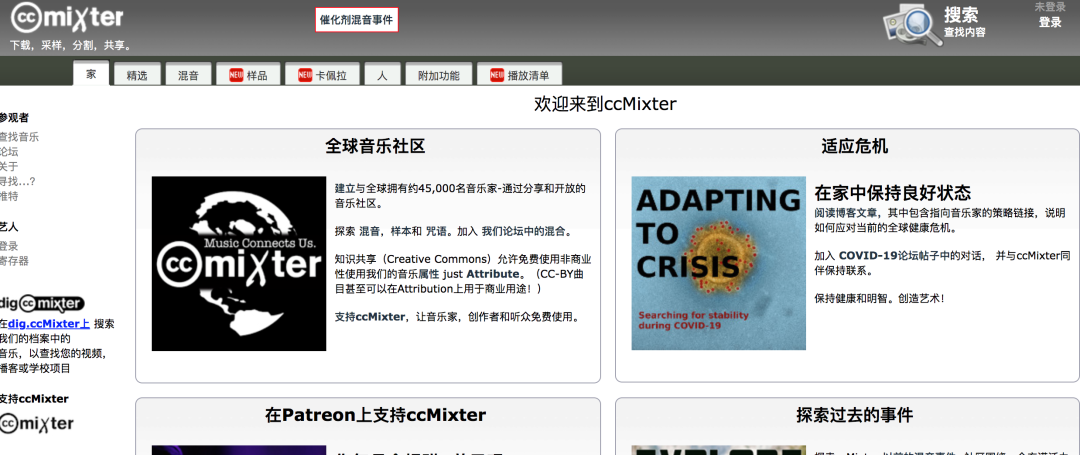 ccmixter
下载，采样，分割，共享。
催化剂混音事件
搜索
查找内容
未登录
登录
家
精选
混音
NEW 样品
NEW 卡佩拉
人
附加功能
NEW 播放清单
欢迎来到ccMixter
参观者
查找音乐
论坛
关于
寻找...?
推特
艺人
登录
寄存器
dig ccmixter
在dig.ccMixter上 搜索
我们的档案中的
音乐，以查找您的视频，
播客或学校项目
支持ccMixter
ccmixter
全球音乐社区
Music Connects Us.
ccmixter
建立与全球拥有约45,000名音乐家-通过分享和开放的
音乐社区。
探索 混音，样本和 咒语。加入 我们论坛中的混合。
知识共享（Creative Commons）允许免费使用非商业
性使用我们的音乐属性 just Attribute。（CC-BY曲
目甚至可以在Attribution上用于商业用途！）
支持ccMixter，让音乐家，创作者和听众免费使用。
适应危机
ADAPTING
TO
CRISIS
Searching for stability
during COVID-19
在家中保持良好状态
阅读博客文章，其中包含指向音乐家的策略链接，说明
如何应对当前的全球健康危机。
加入 COVID-19论坛帖子中的对话， 并与ccMixter同
伴保持联系。
保持健康和明智。创造艺术！
在Patreon上支持ccMixter
探索过去的事件